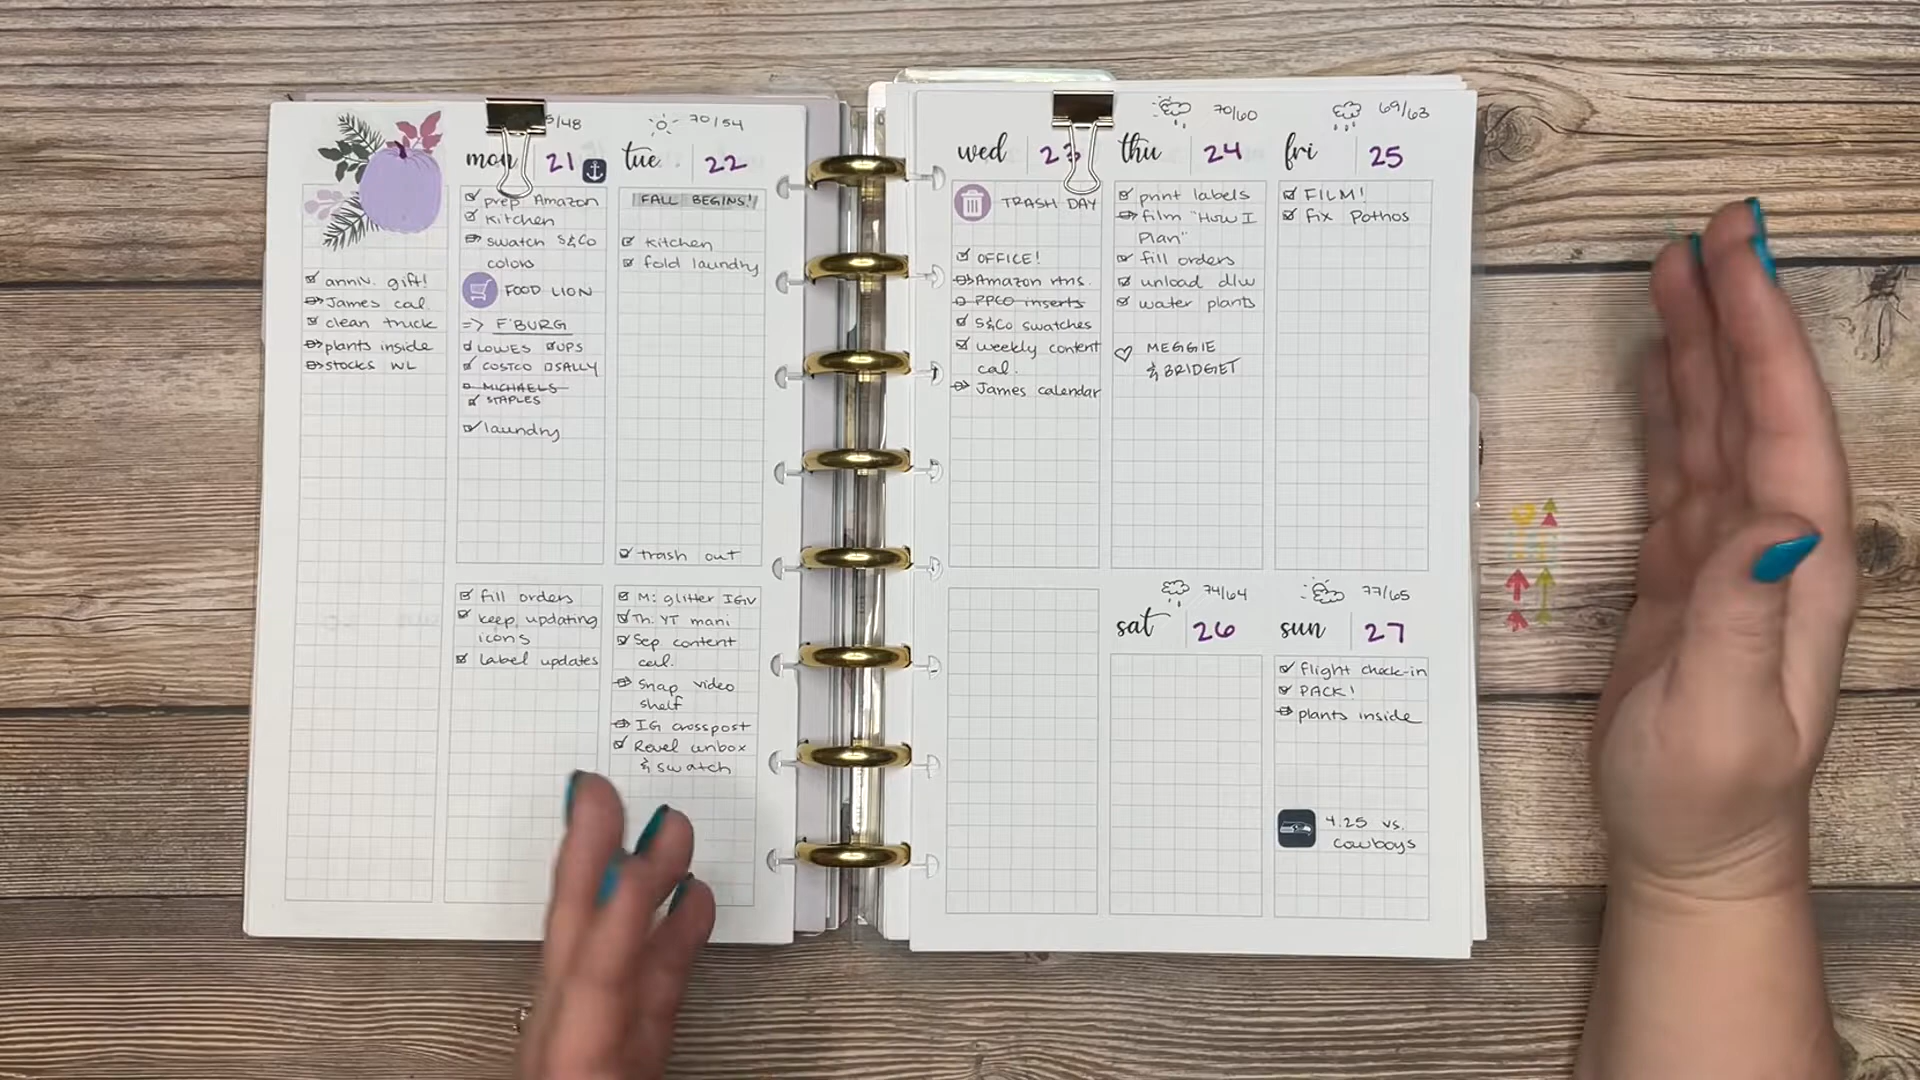 5/48
mon 21
prep Amazon
kitchen
swatch S&Co
colors
FOOD LION
=> F'BURG
LOWES UPS
COSTCO SALLY
MICHAELS
STAPLES
laundry
fill orders
keep updating
icons
label updates
anniv. gift!
James cal.
clean truck
plants inside
stocks WL
70/54
tue 22
FALL BEGINS!
kitchen
fold laundry
trash out
M: glitter IGV
Th. YT mani
Sep. content
cal.
Snap video
shelf
IG crosspost
Revel unbox
& swatch
wed 23
TRASH DAY
OFFICE!
Amazon rtns.
PPCO inserts
S&Co swatches
weekly content
cal.
James calendar
70/60
thu 24
print labels
film "How I
Plan"
fill orders
unload d/w
water plants
MEGGIE
& BRIDGET
69/63
fri 25
FILM!
fix Pothos
74/64
sat 26
77/65
sun 27
flight check-in
PACK!
plants inside
4.25 vs.
cowboys